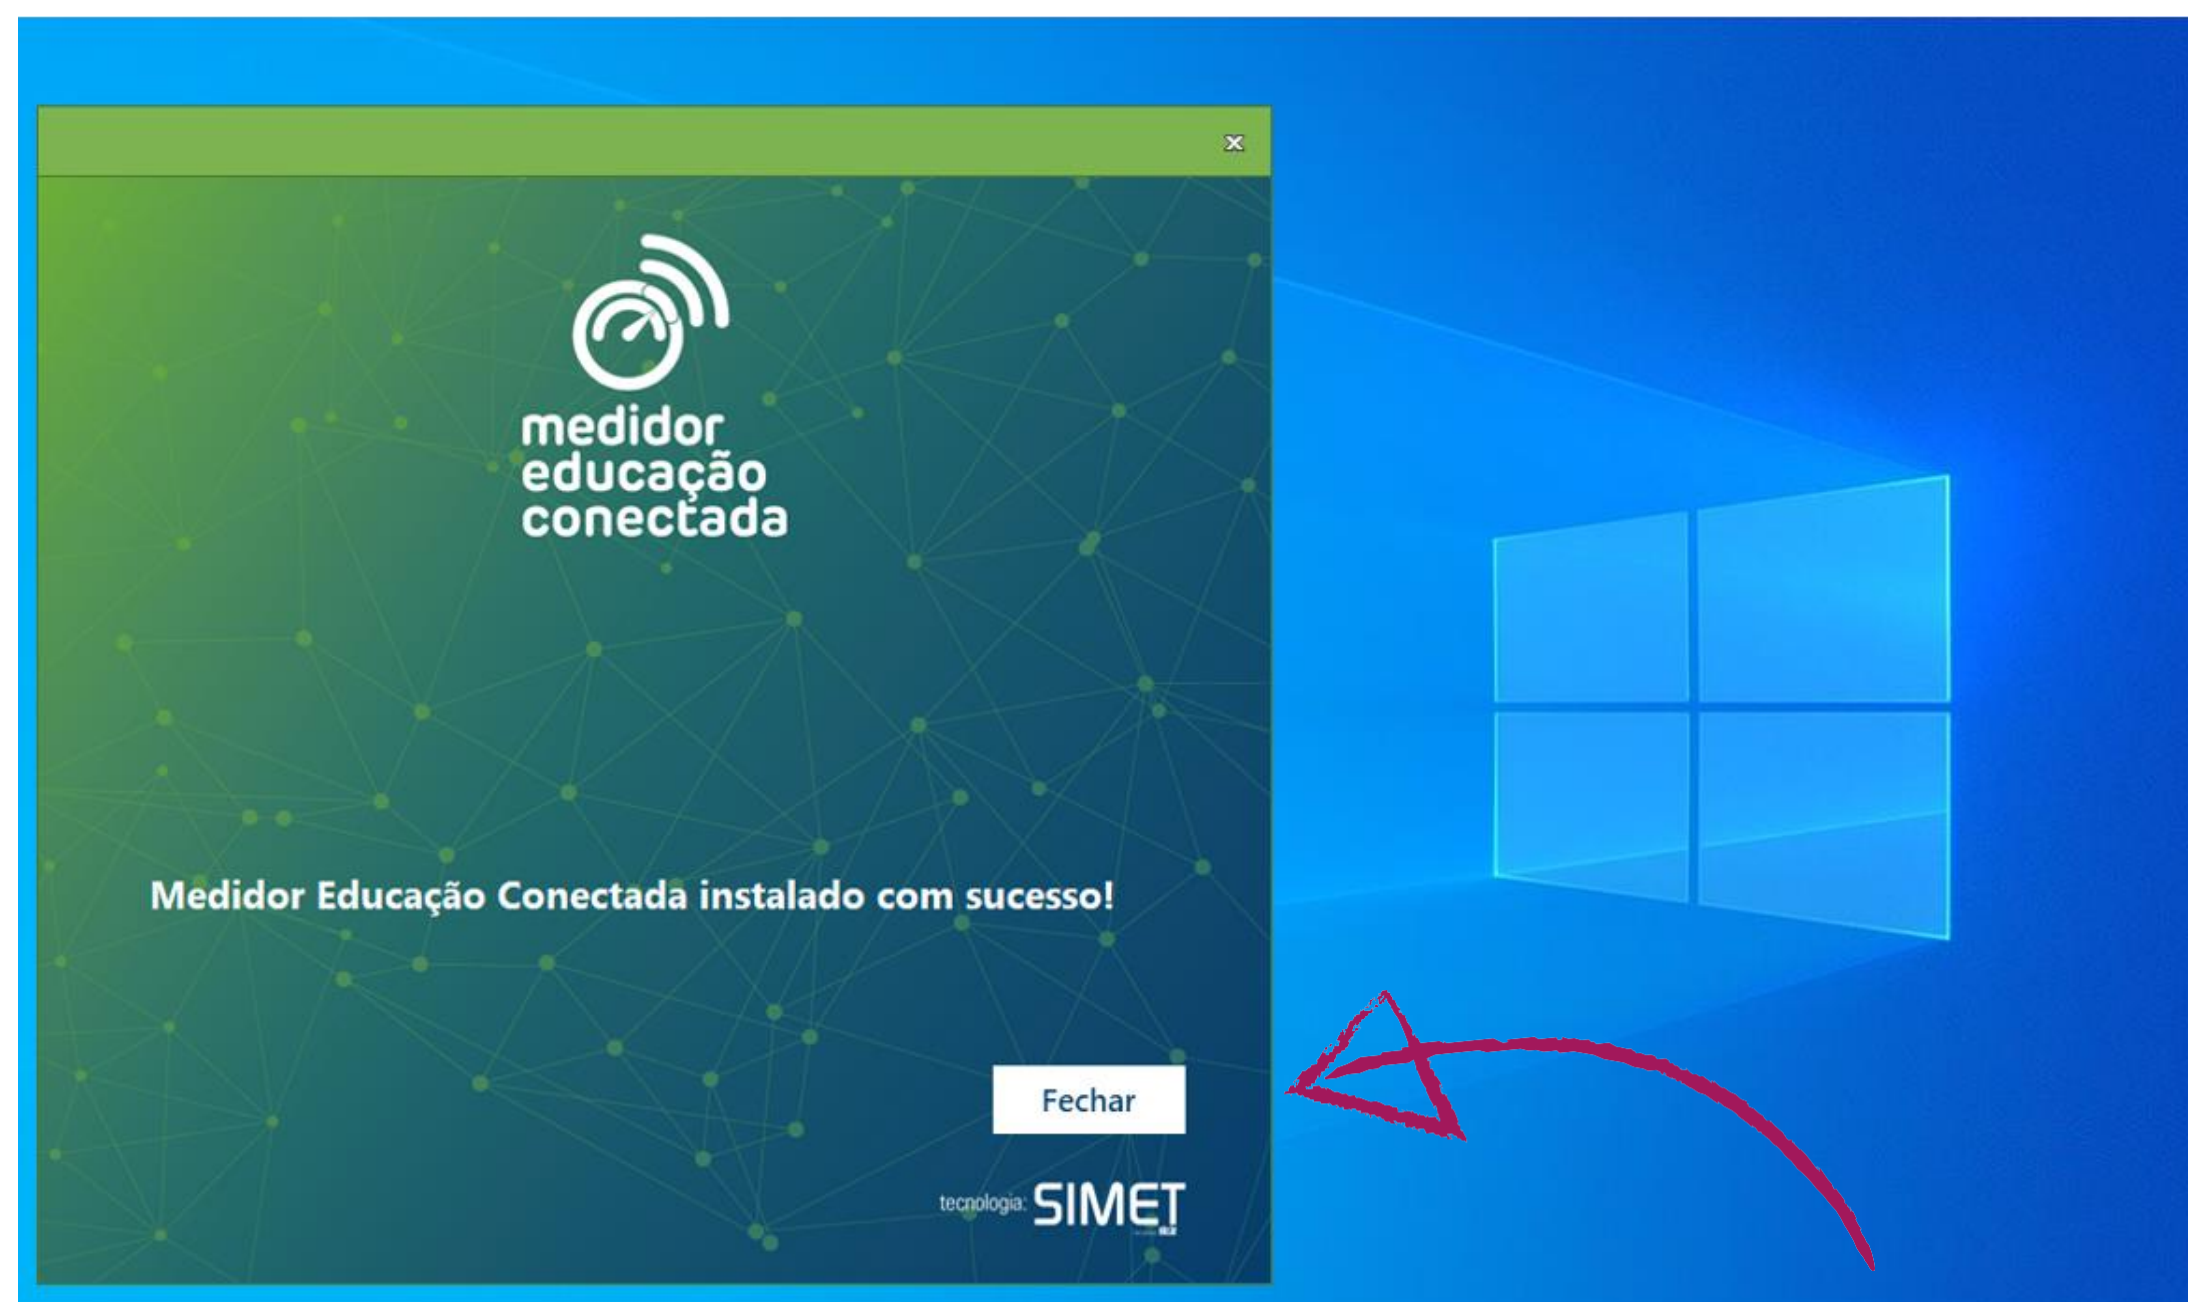 medidor
educação
conectada
Medidor Educação Conectada instalado com sucesso!
Fechar
tecnologia: SIMET